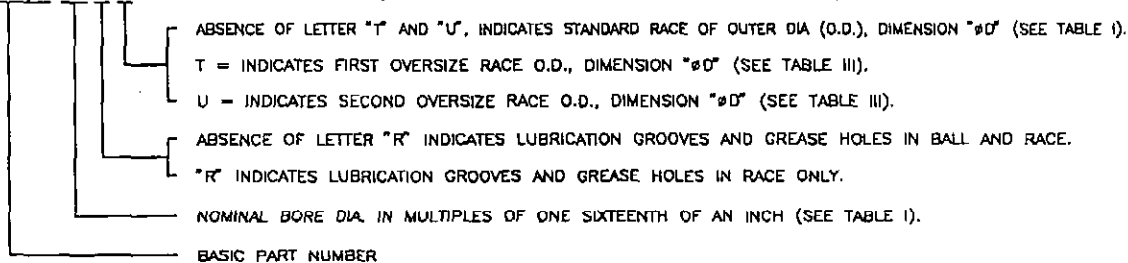 ABSENCE OF LETTER "T" AND "U", INDICATES STANDARD RACE OF OUTER DIA (O.D.), DIMENSION "øD" (SEE TABLE I).
T = INDICATES FIRST OVERSIZE RACE O.D., DIMENSION "øD" (SEE TABLE III).
U = INDICATES SECOND OVERSIZE RACE O.D., DIMENSION "øD" (SEE TABLE III).
ABSENCE OF LETTER "R" INDICATES LUBRICATION GROOVES AND GREASE HOLES IN BALL AND RACE.
"R" INDICATES LUBRICATION GROOVES AND GREASE HOLES IN RACE ONLY.
NOMINAL BORE DIA. IN MULTIPLES OF ONE SIXTEENTH OF AN INCH (SEE TABLE I).
BASIC PART NUMBER